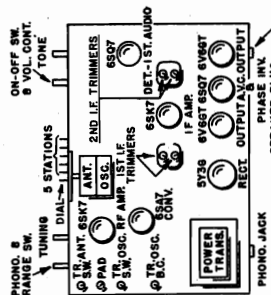 ON-OFF SW.
& VOL. CONT.
TONE
5 STATIONS
DIAL
TUNING
PHONO. &
RANGE SW.
2ND I.F. TRIMMERS
6SQ7
DET.-1ST. AUDIO
6SK7
I F AMP.
1ST I.F.
TRIMMERS
ANT.
OSC.
6SK7
RF AMP.
6SA7
CONV.
TR. ANT.
S.W.
PAD
TR. OSC.
S.W.
TR. OSC.
B.C.
6V6GT 6SQ7 6V6GT
OUTPUT A.V.C. OUTPUT
&
PHASE INV.
5Y3G
RECT.
POWER
TRANS.
PHONO. JACK